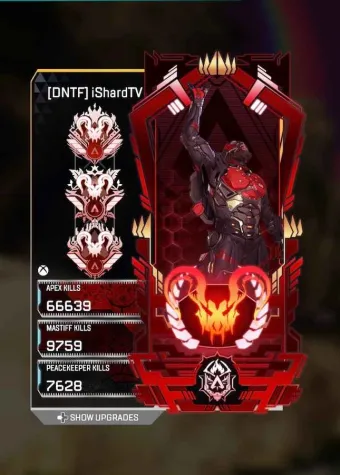 [DNTF] iShardTV
APEX KILLS
66639
MASTIFF KILLS
9759
PEACEKEEPER KILLS
7628
SHOW UPGRADES